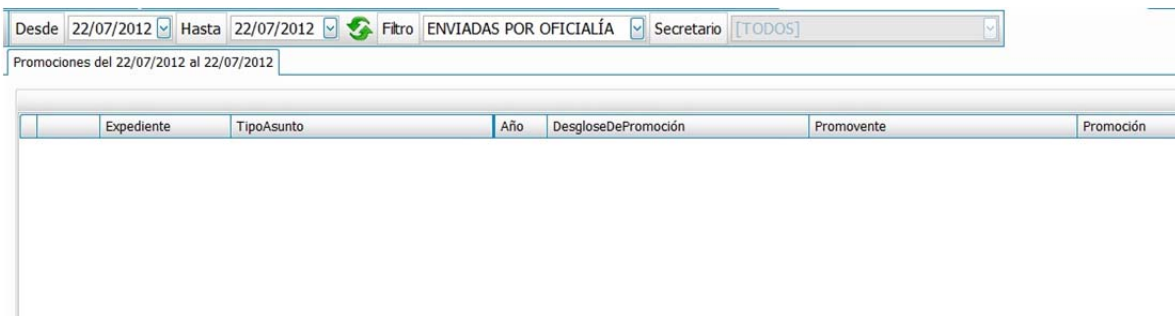 Desde 22/07/2012 Hasta 22/07/2012 Filtro ENVIADAS POR OFICIALÍA Secretario [TODOS]
Promociones del 22/07/2012 al 22/07/2012
Expediente TipoAsunto Año DesgloseDePromoción Promovente Promoción